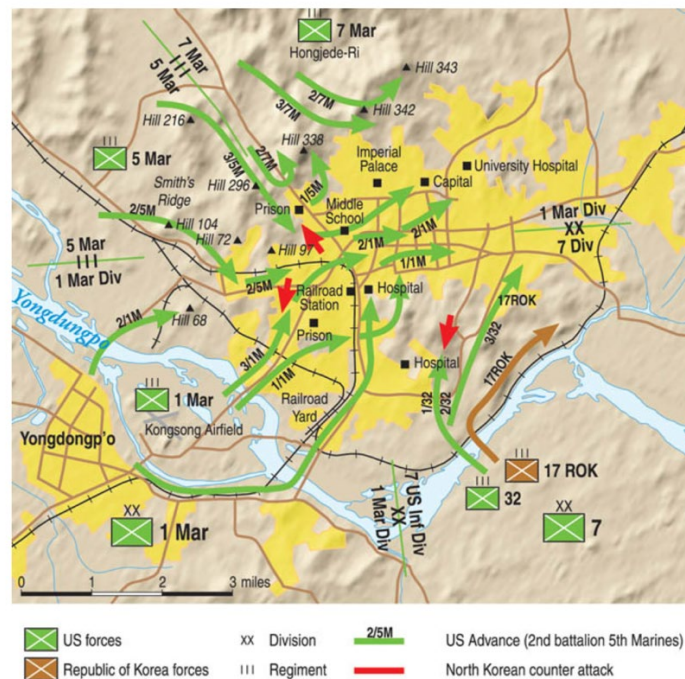 III
7 Mar
Hongjede-Ri
7 Mar
III
5 Mar
Hill 343
2/7M
3/7M
Hill 342
Hill 216
Hill 338
III
5 Mar
3/5M
2/7M
Imperial
Palace
University Hospital
Smith's
Ridge
Hill 296
1/5M
Capital
Prison
Middle
School
2/5M
Hill 104
1 Mar Div
XX
7 Div
5 Mar
III
1 Mar Div
Hill 72
Hill 97
2/1M
2/1M
1/1M
2/5M
Railroad
Station
Hospital
17ROK
Yongdungpo
2/1M
Hill 68
Prison
3/32
3/1M
1/1M
Hospital
17ROK
III
1 Mar
1/32
2/32
Kongsong Airfield
Railroad
Yard
Yongdongp'o
III
17 ROK
III
32
XX
1 Mar
7 US Inf Div
XX
1 Mar Div
XX
7
0 1 2 3 miles
US forces XX Division 2/5M US Advance (2nd battalion 5th Marines)
Republic of Korea forces III Regiment North Korean counter attack